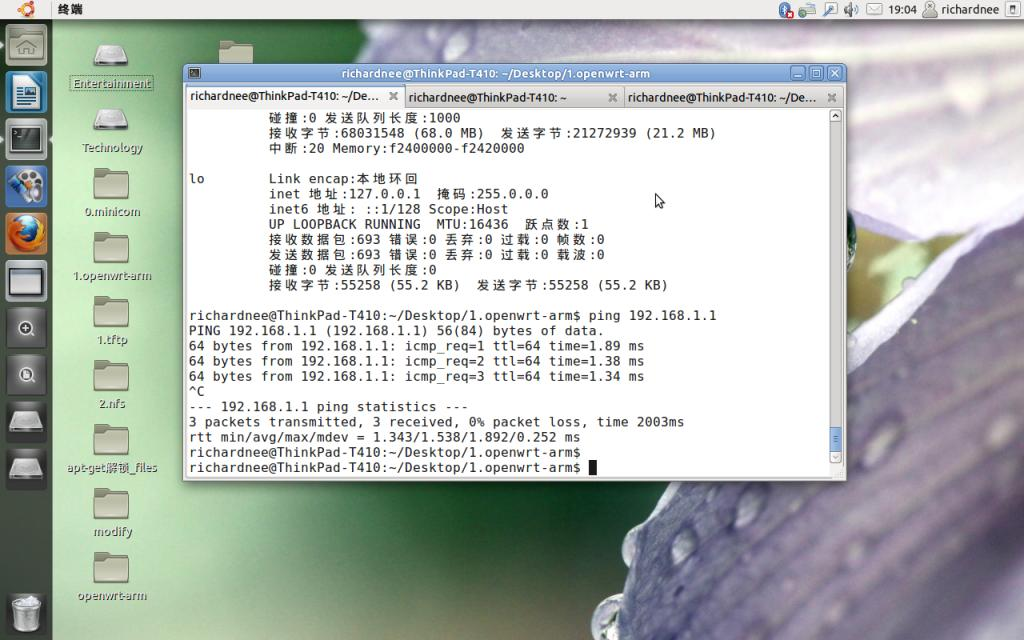 终端
19:04
richardnee
Entertainment
Technology
0.minicom
1.openwrt-arm
1.tftp
2.nfs
apt-get解锁_files
modify
openwrt-arm
richardnee@ThinkPad-T410: ~/Desktop/1.openwrt-arm
richardnee@ThinkPad-T410: ~/De...
richardnee@ThinkPad-T410: ~
richardnee@ThinkPad-T410: ~/De...
碰撞:0 发送队列长度:1000
接收字节:68031548 (68.0 MB)  发送字节:21272939 (21.2 MB)
中断:20 Memory:f2400000-f2420000
lo        Link encap:本地环回
inet 地址:127.0.0.1  掩码:255.0.0.0
inet6 地址: ::1/128 Scope:Host
UP LOOPBACK RUNNING  MTU:16436  跃点数:1
接收数据包:693 错误:0 丢弃:0 过载:0 帧数:0
发送数据包:693 错误:0 丢弃:0 过载:0 载波:0
碰撞:0 发送队列长度:0
接收字节:55258 (55.2 KB)  发送字节:55258 (55.2 KB)
richardnee@ThinkPad-T410:~/Desktop/1.openwrt-arm$ ping 192.168.1.1
PING 192.168.1.1 (192.168.1.1) 56(84) bytes of data.
64 bytes from 192.168.1.1: icmp_req=1 ttl=64 time=1.89 ms
64 bytes from 192.168.1.1: icmp_req=2 ttl=64 time=1.38 ms
64 bytes from 192.168.1.1: icmp_req=3 ttl=64 time=1.34 ms
^C
--- 192.168.1.1 ping statistics ---
3 packets transmitted, 3 received, 0% packet loss, time 2003ms
rtt min/avg/max/mdev = 1.343/1.538/1.892/0.252 ms
richardnee@ThinkPad-T410:~/Desktop/1.openwrt-arm$
richardnee@ThinkPad-T410:~/Desktop/1.openwrt-arm$